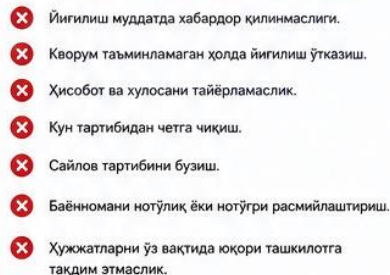 Йиғилиш муддатда хабардор қилинмаслиги.
Кворум таъминламаган ҳолда йиғилиш ўтказиш.
Ҳисобот ва хулосани тайёрламаслик.
Кун тартибидан четга чиқиш.
Сайлов тартибини бузиш.
Баённомани нотўлиқ ёки нотўгри расмийлаштириш.
Ҳужжатларни ўз вақтида юқори ташкилотга
тақдим этмаслик.